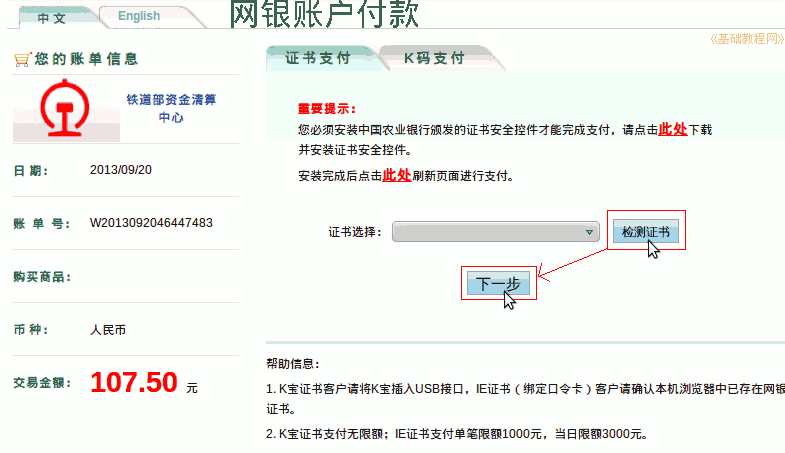 中 文
English
网银账户付款
《基础教程网》
您的账单信息
铁道部资金清算
中心
日 期：
2013/09/20
账 单 号：
W2013092046447483
购买商品：
币 种：
人民币
交易金额：
107.50 元
证书支付
K码支付
重要提示：
您必须安装中国农业银行颁发的证书安全控件才能完成支付，请点击此处下载
并安装证书安全控件。
安装完成后点击此处刷新页面进行支付。
证书选择：
检测证书
下一步
帮助信息：
1. K宝证书客户请将K宝插入USB接口，IE证书（绑定口令卡）客户请确认本机浏览器中已存在网银
证书。
2. K宝证书支付无限额；IE证书支付单笔限额1000元，当日限额3000元。